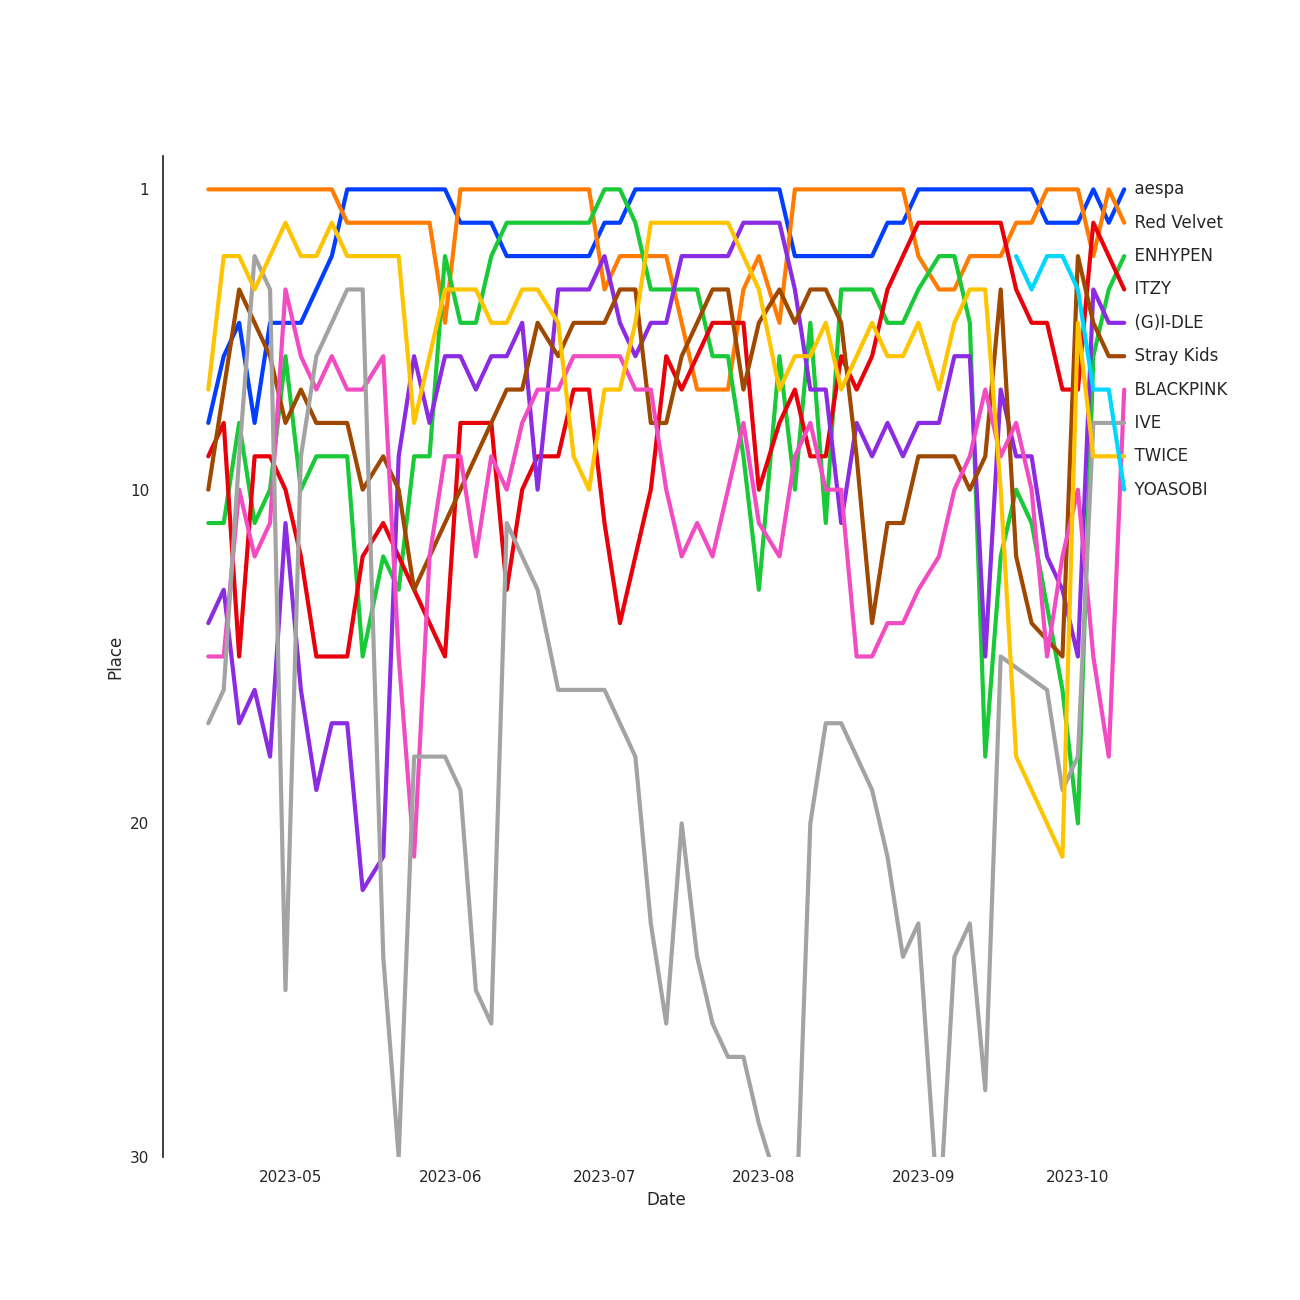 1
10
20
30
Place
2023-05
2023-06
2023-07
2023-08
2023-09
2023-10
Date
aespa
Red Velvet
ENHYPEN
ITZY
(G)I-DLE
Stray Kids
BLACKPINK
IVE
TWICE
YOASOBI